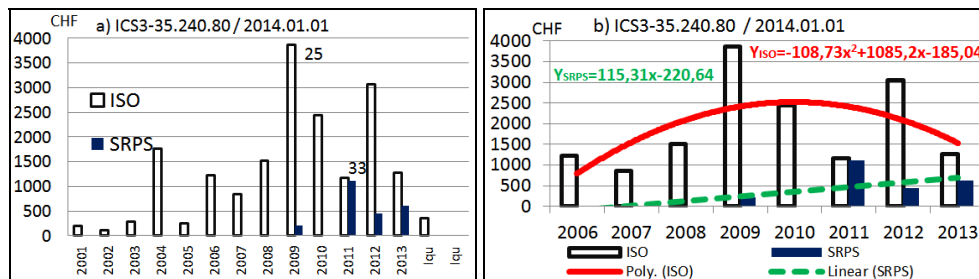 CHF
a) ICS3-35.240.80 / 2014.01.01
4000
3500
3000
2500
2000
1500
1000
500
0
25
33
ISO
SRPS
2001
2002
2003
2004
2005
2006
2007
2008
2009
2010
2011
2012
2013
Iqu
Iqu
CHF
b) ICS3-35.240.80 / 2014.01.01
4000
3500
3000
2500
2000
1500
1000
500
0
YISO=-108,73x²+1085,2x-185,04
YSRPS=115,31x-220,64
2006 2007 2008 2009 2010 2011 2012 2013
ISO SRPS
Poly. (ISO) Linear (SRPS)